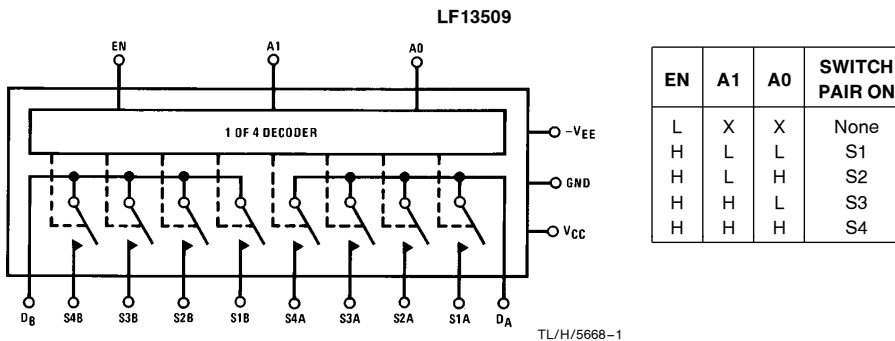 LF13509
EN A1 A0
1 OF 4 DECODER
-VEE
GND
VCC
DB S4B S3B S2B S1B S4A S3A S2A S1A DA
TL/H/5668–1
EN A1 A0 SWITCH PAIR ON
L X X None
H L L S1
H L H S2
H H L S3
H H H S4